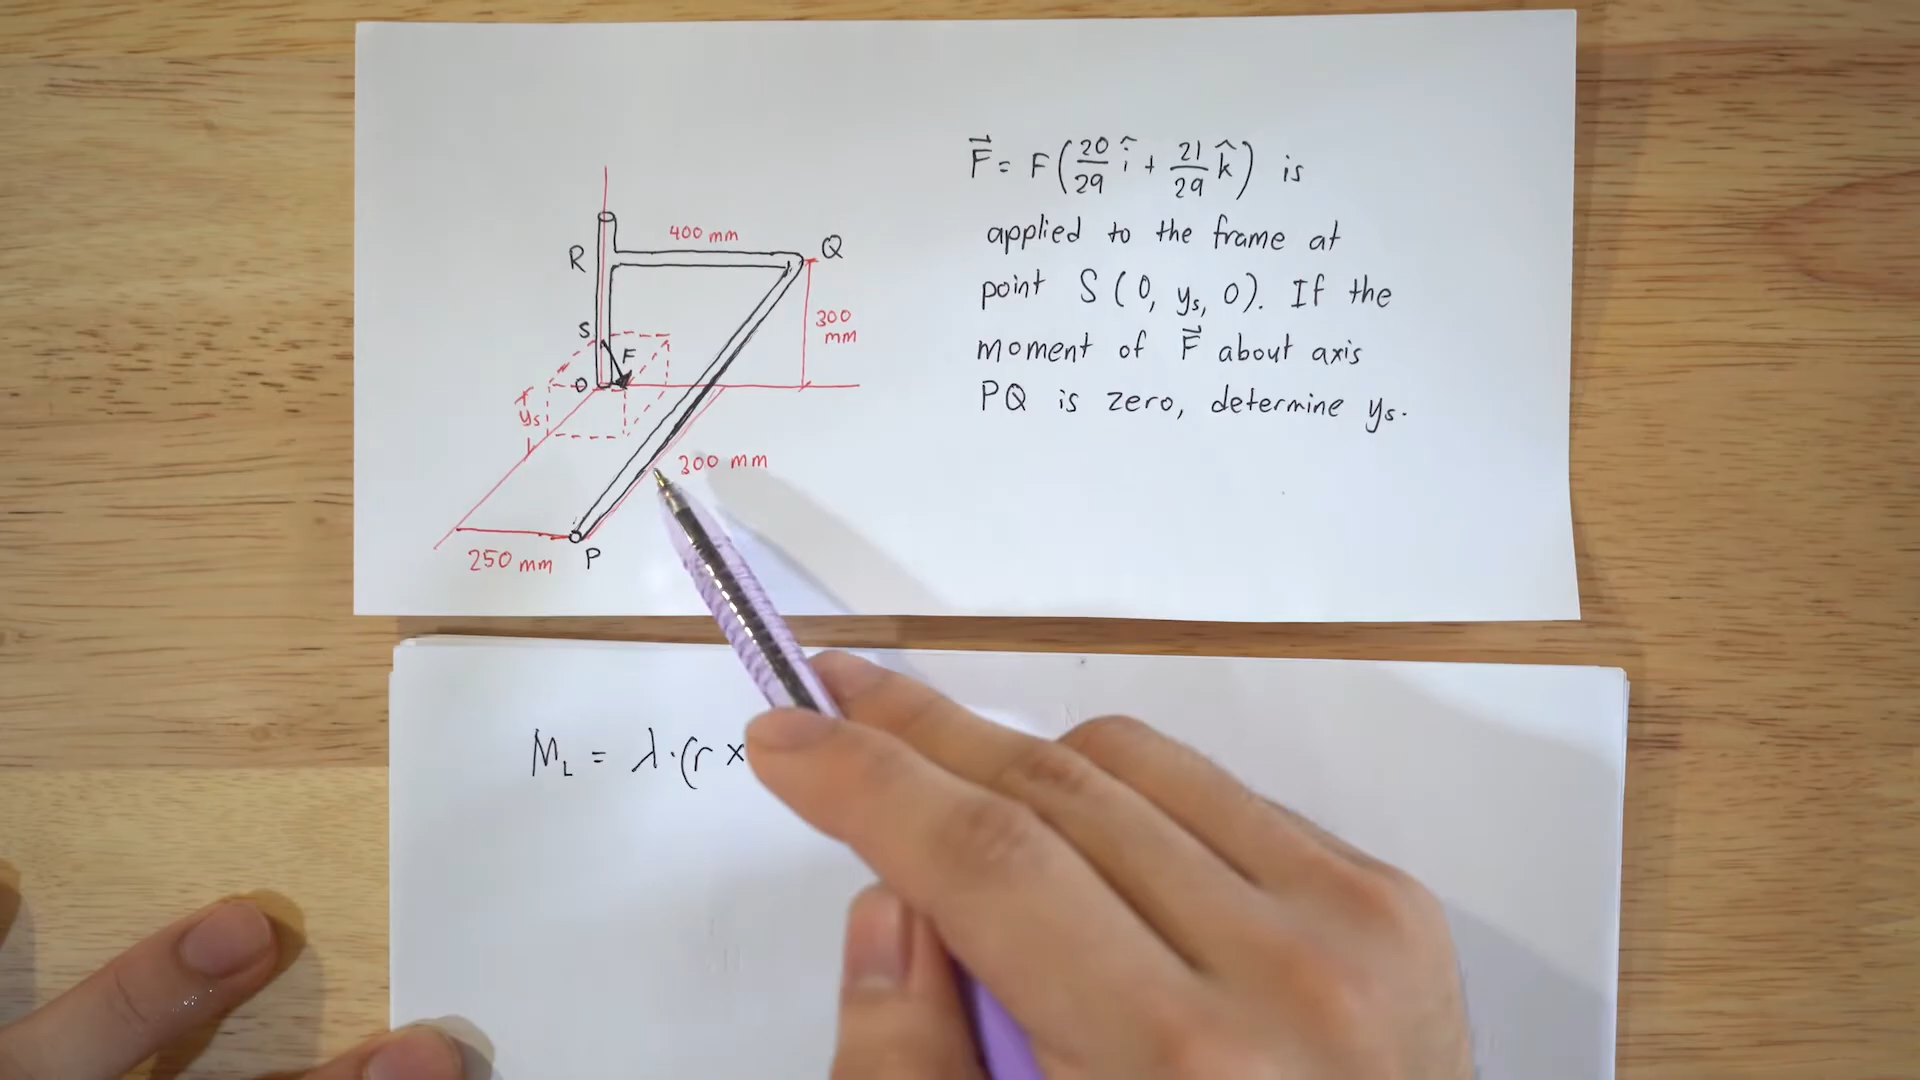 400 mm
R
Q
S
F
300
mm
O
ys
300 mm
250 mm
P
F⃗ = F(20/29 î + 21/29 k̂) is
applied to the frame at
point S (0, ys, 0). If the
moment of F⃗ about axis
PQ is zero, determine ys.
M_L = λ·(r x